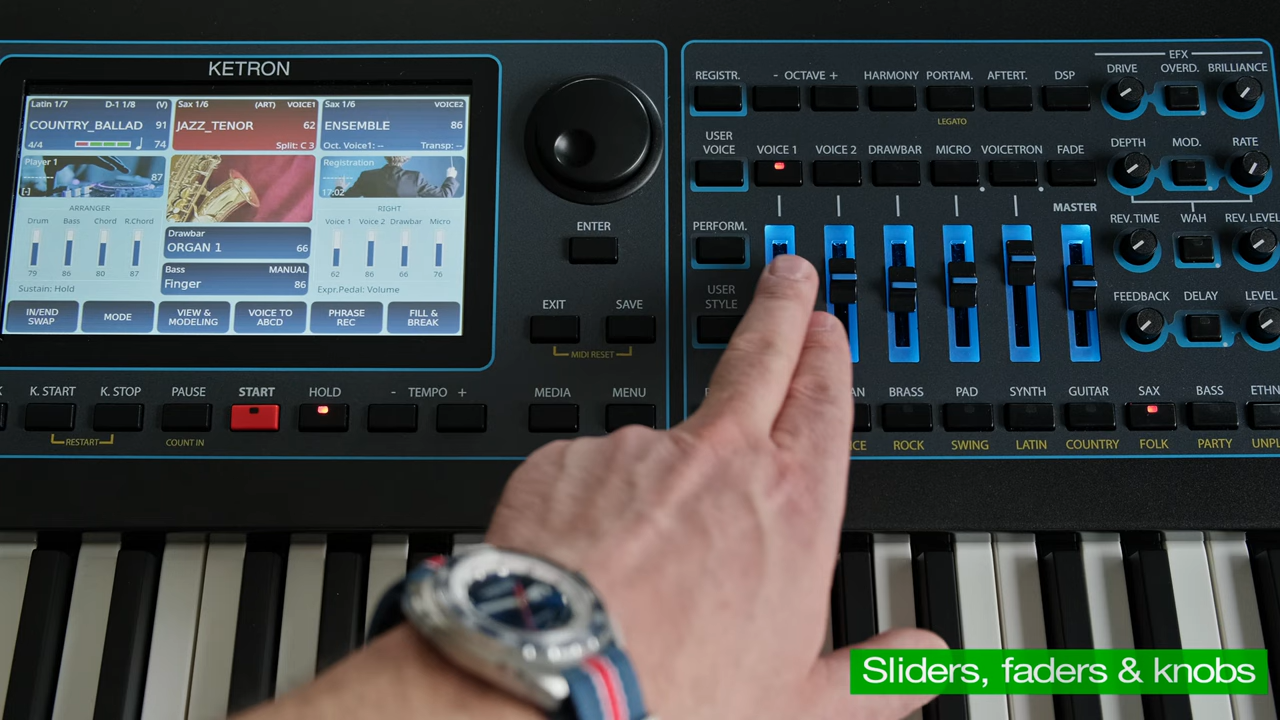 KETRON
Latin 1/7 D-1 1/8 (V)
COUNTRY_BALLAD 91
4/4 74
Sax 1/6 (ART) VOICE1
JAZZ_TENOR 62
Split: C 3
Sax 1/6 VOICE2
ENSEMBLE 86
Oct. Voice1: -- Transp: --
Player 1
87
[-]
Registration
17:02
ARRANGER
Drum Bass Chord R.Chord
79 86 80 87
Sustain: Hold
Drawbar
ORGAN 1 66
Bass MANUAL
Finger 86
RIGHT
Voice 1 Voice 2 Drawbar Micro
62 86 66 76
Expr.Pedal: Volume
IN/END
SWAP
MODE
VIEW &
MODELING
VOICE TO
ABCD
PHRASE
REC
FILL &
BREAK
K. START K. STOP PAUSE START HOLD - TEMPO +
RESTART COUNT IN
ENTER
EXIT SAVE
MIDI RESET
MEDIA MENU
REGISTR. - OCTAVE + HARMONY PORTAM. AFTERT. DSP
LEGATO
USER
VOICE
VOICE 1 VOICE 2 DRAWBAR MICRO VOICETRON FADE
MASTER
PERFORM.
USER
STYLE
EFX
DRIVE OVERD. BRILLIANCE
DEPTH MOD. RATE
REV.TIME WAH REV. LEVEL
FEEDBACK DELAY LEVEL
BRASS PAD SYNTH GUITAR SAX BASS
ROCK SWING LATIN COUNTRY FOLK PARTY
Sliders, faders & knobs